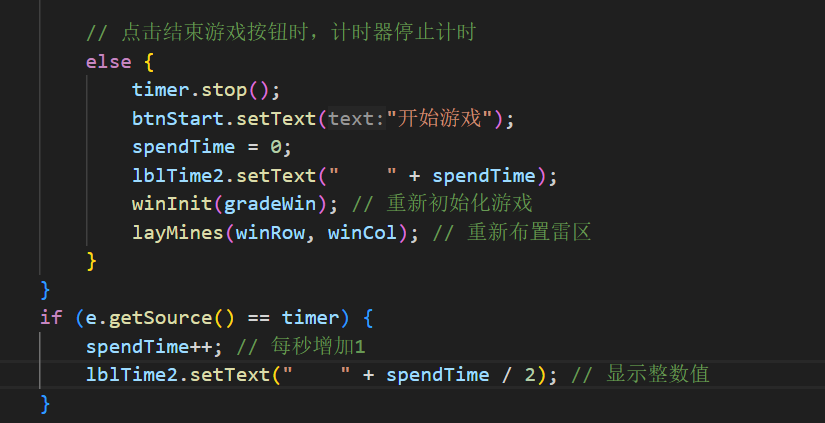 // 点击结束游戏按钮时，计时器停止计时
else {
timer.stop();
btnStart.setText(text:"开始游戏");
spendTime = 0;
lblTime2.setText("    " + spendTime);
winInit(gradeWin); // 重新初始化游戏
layMines(winRow, winCol); // 重新布置雷区
}
}
if (e.getSource() == timer) {
spendTime++; // 每秒增加1
lblTime2.setText("    " + spendTime / 2); // 显示整数值
}